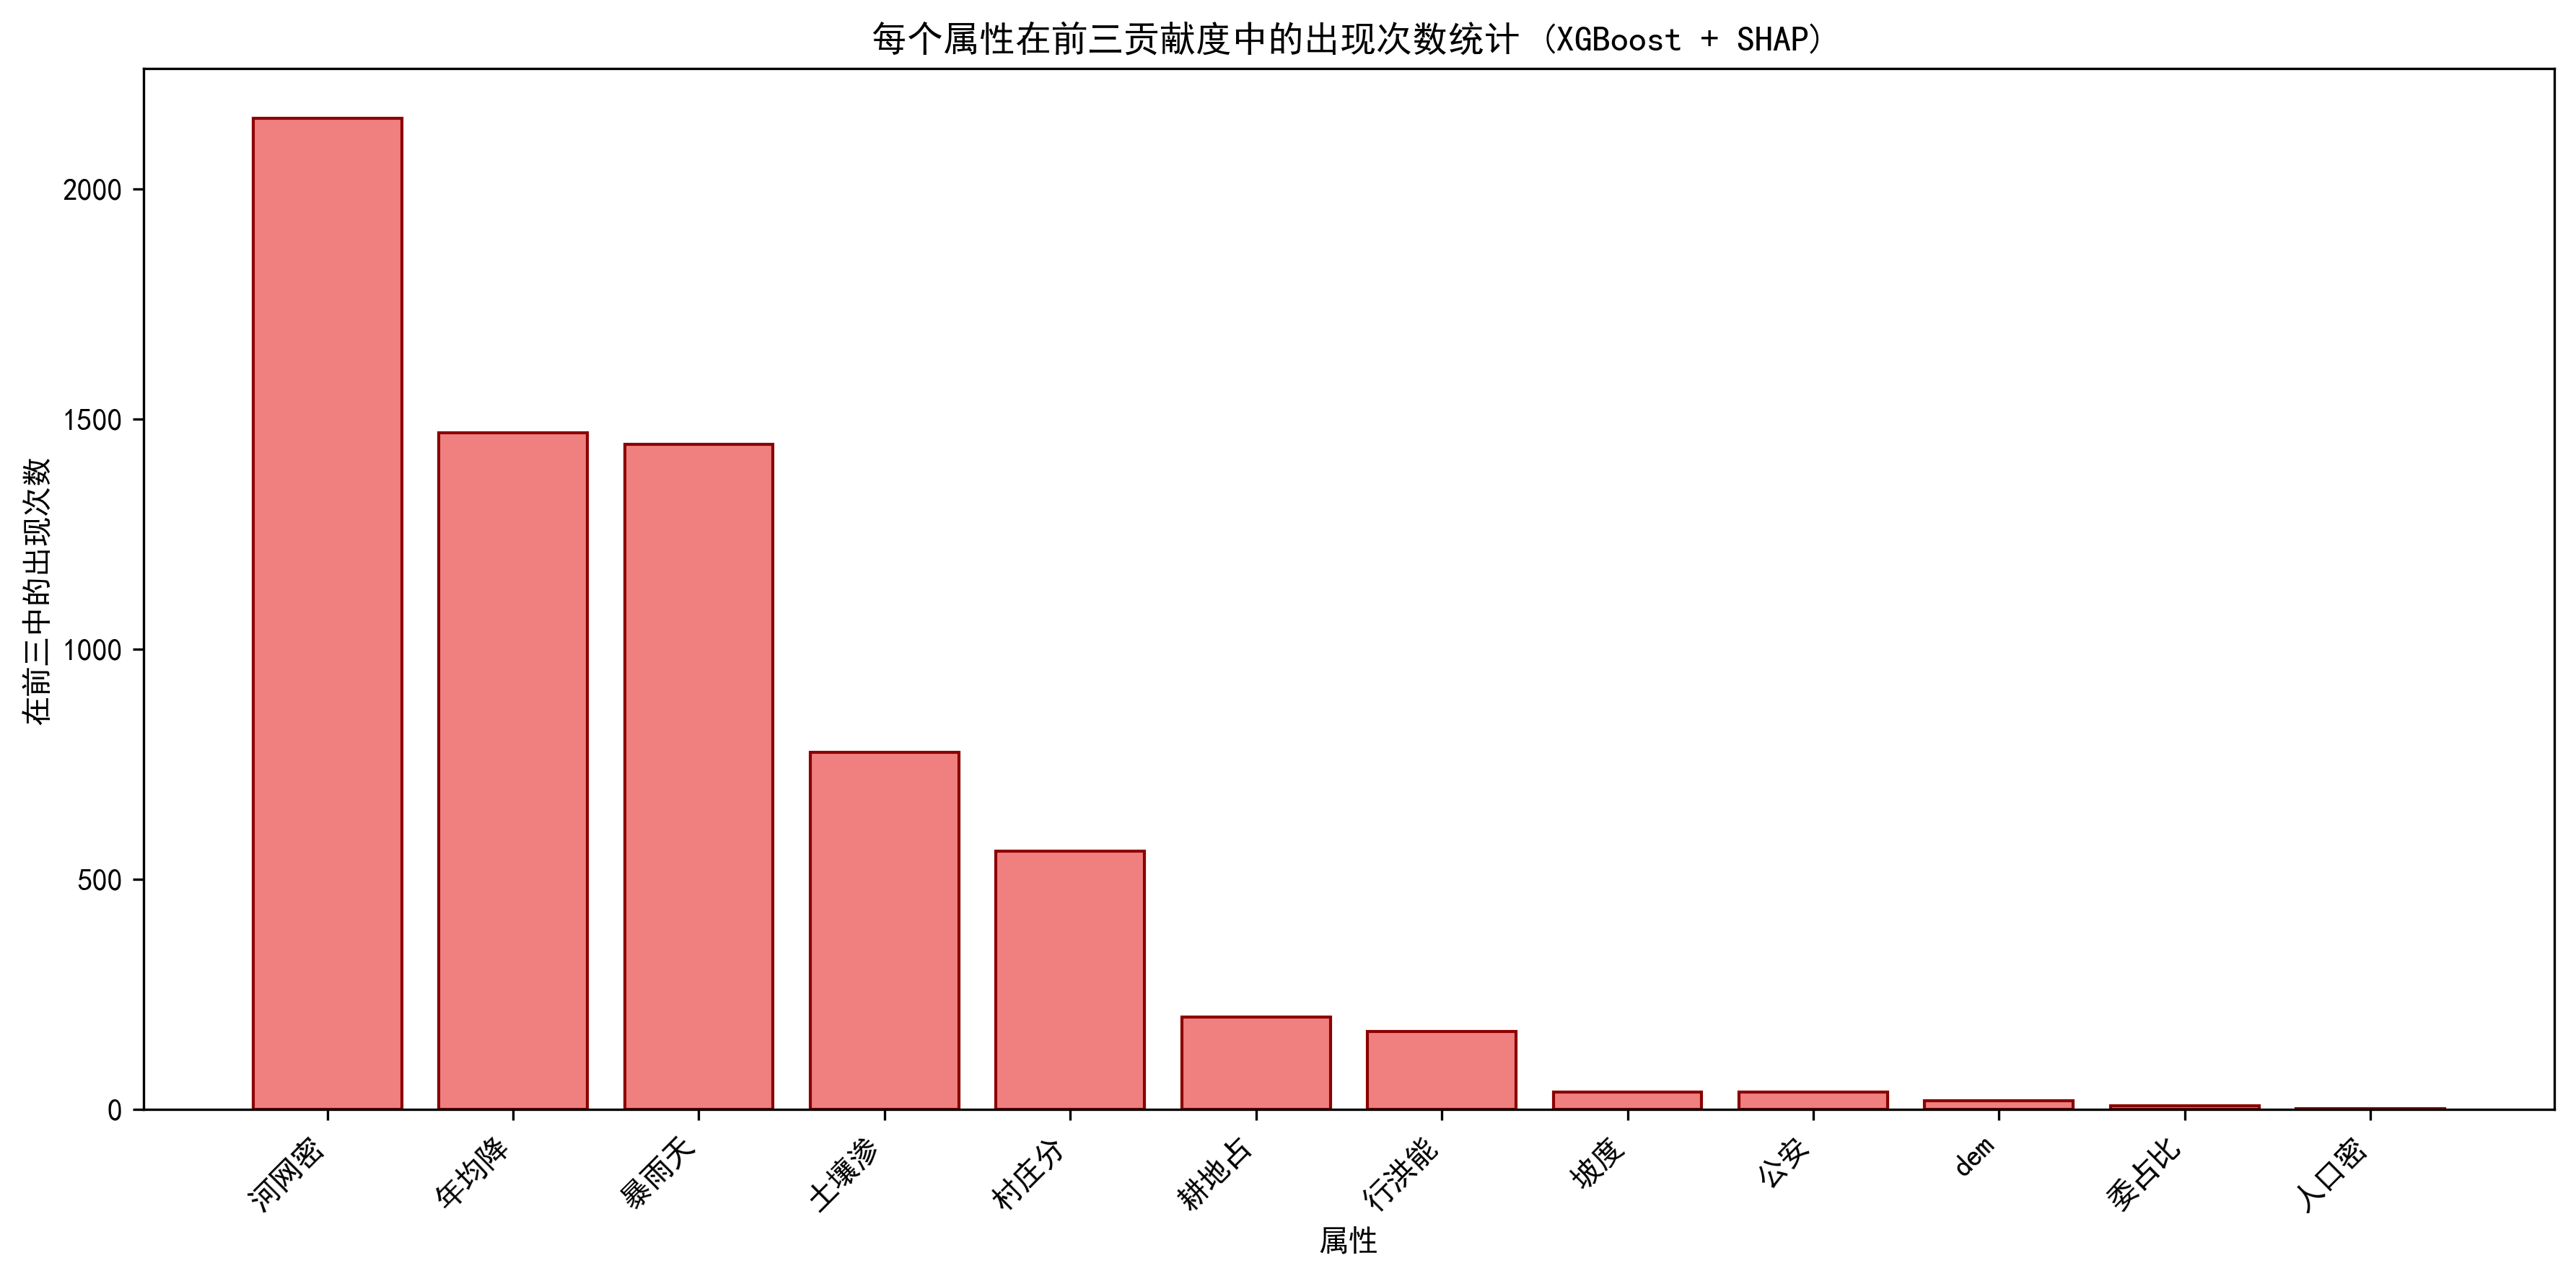 每个属性在前三贡献度中的出现次数统计 (XGBoost + SHAP)
在前三中的出现次数
2000
1500
1000
500
0
河网密
年均降
暴雨天
土壤渗
村庄分
耕地占
行洪能
坡度
公安
dem
委占比
人口密
属性